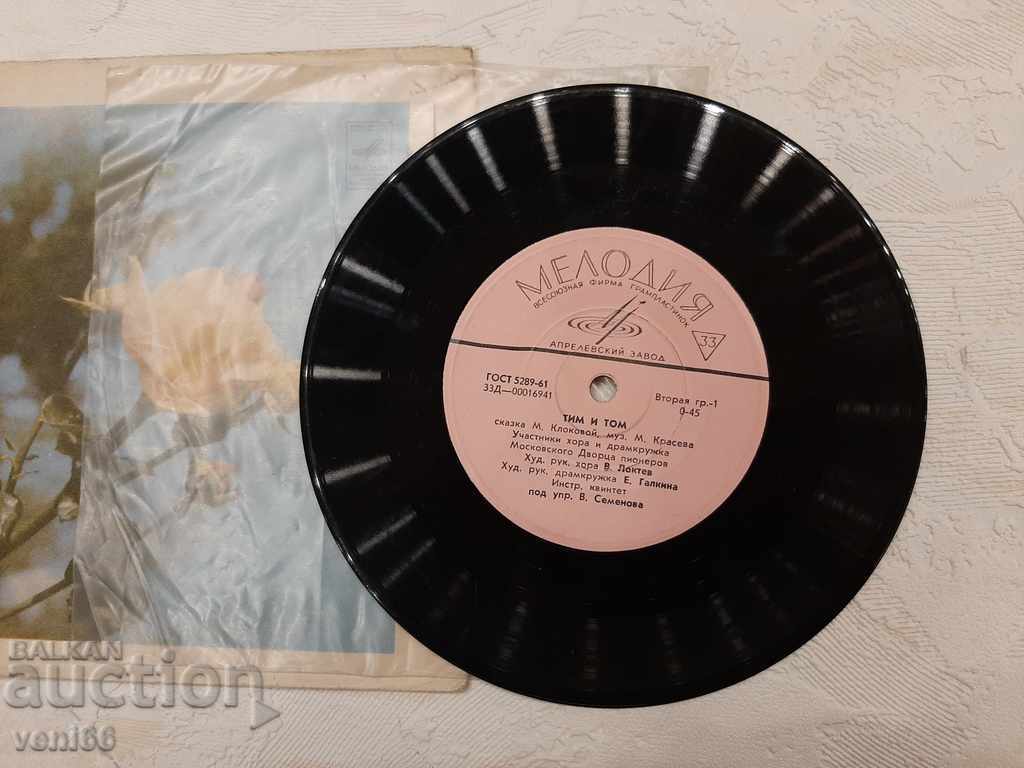 МЕЛОДИЯ
ВСЕСОЮЗНАЯ ФИРМА ГРАМПЛАСТИНОК
33
АПРЕЛЕВСКИЙ ЗАВОД
ГОСТ 5289-61
33Д—00016941
Вторая гр.-1
0-45
ТИМ И ТОМ
сказка М. Клоковой, муз. М. Красева
Участники хора и драмкружка
Московского Дворца пионеров
Худ. рук. хора В. Локтев
Худ. рук. драмкружка Е. Галкина
Инстр. квинтет
под упр. В. Семенова
BALKAN
auction
veni66